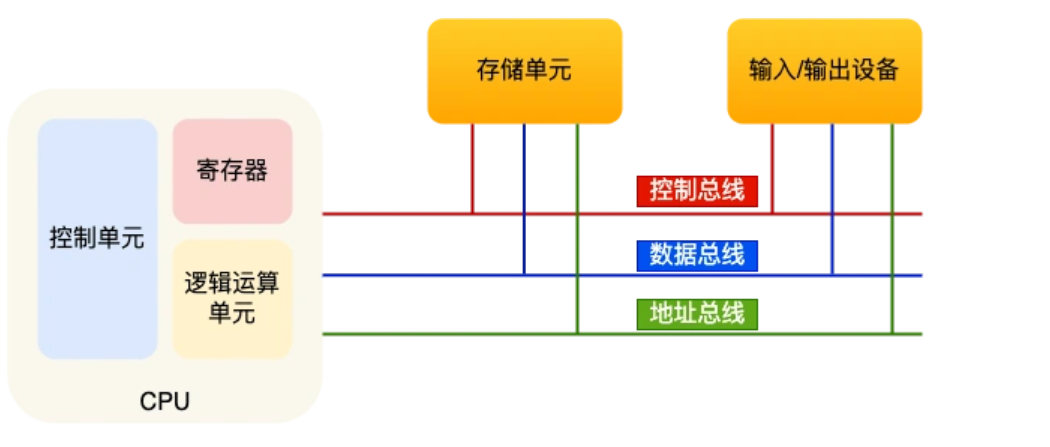 存储单元
输入/输出设备
控制单元
寄存器
逻辑运算
单元
CPU
控制总线
数据总线
地址总线